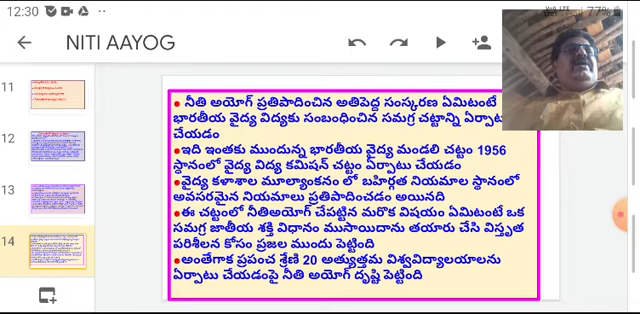 12:30
77%
NITI AAYOG
11
12
13
14
• నీతి అయోగ్ ప్రతిపాదించిన అతిపెద్ద సంస్కరణ ఏమిటంటే
భారతీయ వైద్య విద్యకు సంబంధించిన సమగ్ర చట్టాన్ని ఏర్పాటు
చేయడం
•ఇది ఇంతకు ముందున్న భారతీయ వైద్య మండలి చట్టం 1956
స్థానంలో వైద్య విద్య కమిషన్ చట్టం ఏర్పాటు చేయడం
•వైద్య కళాశాల మూల్యాంకనం లో బహిర్గత నియమాల స్థానంలో
అవసరమైన నియమాలు ప్రతిపాదించడం అయినది
•ఈ చట్టంలో నీతిఅయోగ్ చేపట్టిన మరొక విషయం ఏమిటంటే ఒక
సమగ్ర జాతీయ శక్తి విధానం ముసాయిదాను తయారు చేసి విస్తృత
పరిశీలన కోసం ప్రజల ముందు పెట్టింది
•అంతేగాక ప్రపంచ శ్రేణి 20 అత్యుత్తమ విశ్వవిద్యాలయాలను
ఏర్పాటు చేయడంపై నీతి అయోగ్ దృష్టి పెట్టింది